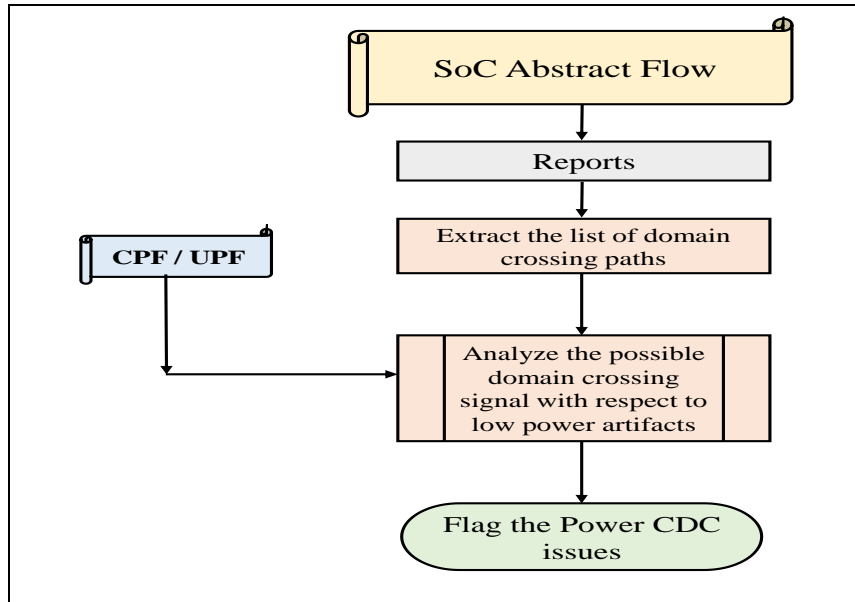 SoC Abstract Flow
Reports
Extract the list of domain
crossing paths
CPF / UPF
Analyze the possible
domain crossing
signal with respect to
low power artifacts
Flag the Power CDC
issues